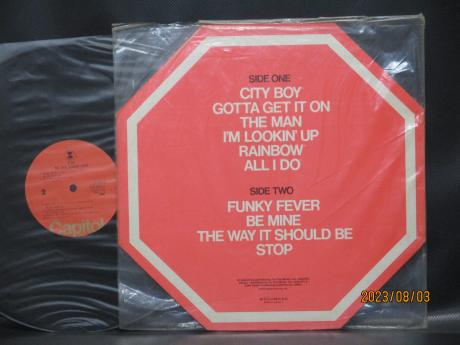 SIDE ONE
CITY BOY
GOTTA GET IT ON
THE MAN
I'M LOOKIN' UP
RAINBOW
ALL I DO
SIDE TWO
FUNKY FEVER
BE MINE
THE WAY IT SHOULD BE
STOP
2
Capitol
2023/08/03